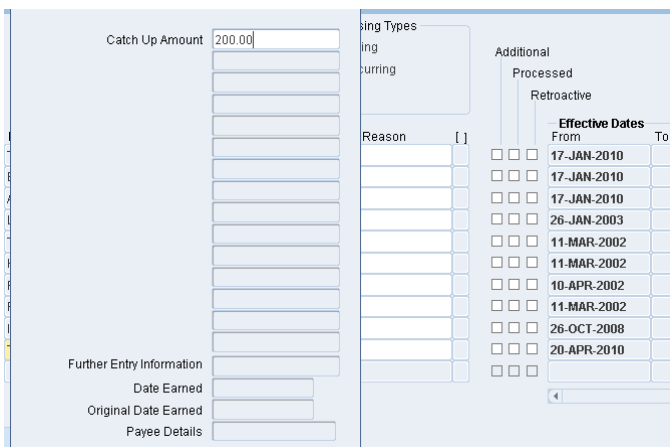 Catch Up Amount 200.00
sing Types
ing
urring
Additional
Processed
Retroactive
Effective Dates
Reason [ ] From To
17-JAN-2010
17-JAN-2010
17-JAN-2010
26-JAN-2003
11-MAR-2002
11-MAR-2002
10-APR-2002
11-MAR-2002
26-OCT-2008
20-APR-2010
Further Entry Information
Date Earned
Original Date Earned
Payee Details